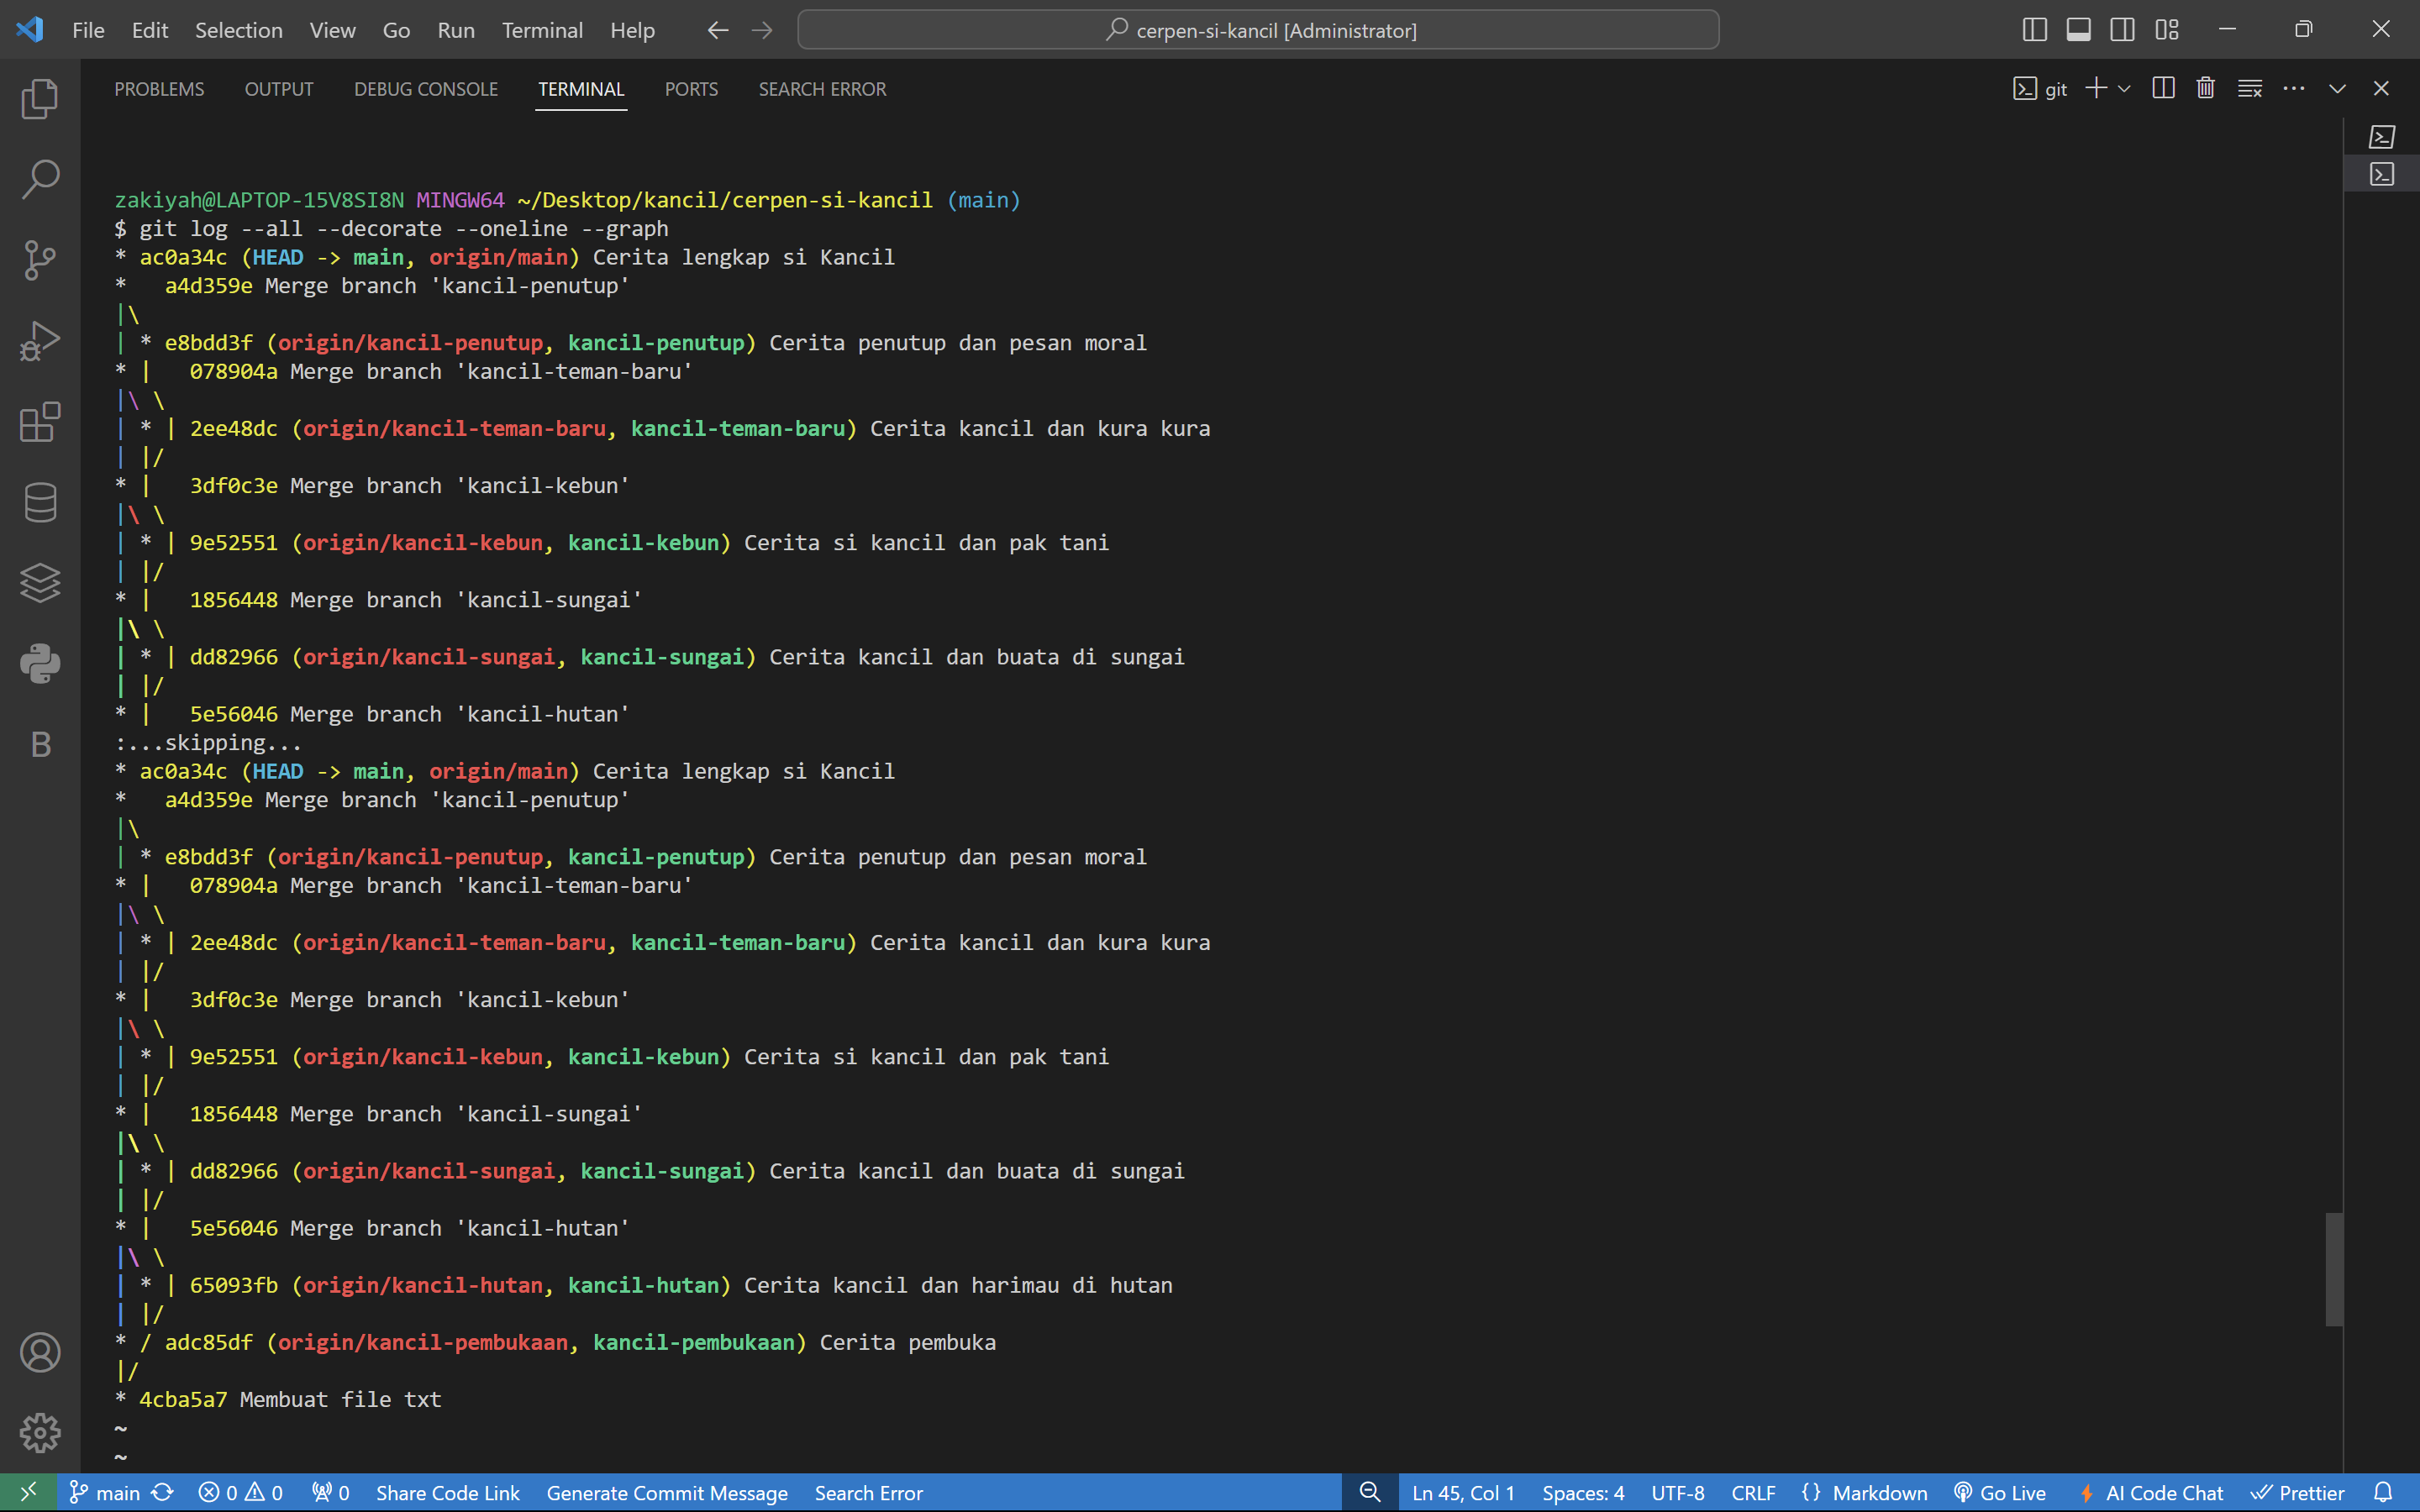 File Edit Selection View Go Run Terminal Help cerpen-si-kancil [Administrator]
PROBLEMS OUTPUT DEBUG CONSOLE TERMINAL PORTS SEARCH ERROR git
zakiyah@LAPTOP-15V8SI8N MINGW64 ~/Desktop/kancil/cerpen-si-kancil (main)
$ git log --all --decorate --oneline --graph
* ac0a34c (HEAD -> main, origin/main) Cerita lengkap si Kancil
*   a4d359e Merge branch 'kancil-penutup'
|\
| * e8bdd3f (origin/kancil-penutup, kancil-penutup) Cerita penutup dan pesan moral
* |   078904a Merge branch 'kancil-teman-baru'
|\ \
| * | 2ee48dc (origin/kancil-teman-baru, kancil-teman-baru) Cerita kancil dan kura kura
| |/
* |   3df0c3e Merge branch 'kancil-kebun'
|\ \
| * | 9e52551 (origin/kancil-kebun, kancil-kebun) Cerita si kancil dan pak tani
| |/
* |   1856448 Merge branch 'kancil-sungai'
|\ \
| * | dd82966 (origin/kancil-sungai, kancil-sungai) Cerita kancil dan buata di sungai
| |/
* |   5e56046 Merge branch 'kancil-hutan'
:...skipping...
* ac0a34c (HEAD -> main, origin/main) Cerita lengkap si Kancil
*   a4d359e Merge branch 'kancil-penutup'
|\
| * e8bdd3f (origin/kancil-penutup, kancil-penutup) Cerita penutup dan pesan moral
* |   078904a Merge branch 'kancil-teman-baru'
|\ \
| * | 2ee48dc (origin/kancil-teman-baru, kancil-teman-baru) Cerita kancil dan kura kura
| |/
* |   3df0c3e Merge branch 'kancil-kebun'
|\ \
| * | 9e52551 (origin/kancil-kebun, kancil-kebun) Cerita si kancil dan pak tani
| |/
* |   1856448 Merge branch 'kancil-sungai'
|\ \
| * | dd82966 (origin/kancil-sungai, kancil-sungai) Cerita kancil dan buata di sungai
| |/
* |   5e56046 Merge branch 'kancil-hutan'
|\ \
| * | 65093fb (origin/kancil-hutan, kancil-hutan) Cerita kancil dan harimau di hutan
| |/
* / adc85df (origin/kancil-pembukaan, kancil-pembukaan) Cerita pembuka
|/
* 4cba5a7 Membuat file txt
~
~
B
main 0 0 0 Share Code Link Generate Commit Message Search Error Ln 45, Col 1 Spaces: 4 UTF-8 CRLF {} Markdown Go Live AI Code Chat Prettier